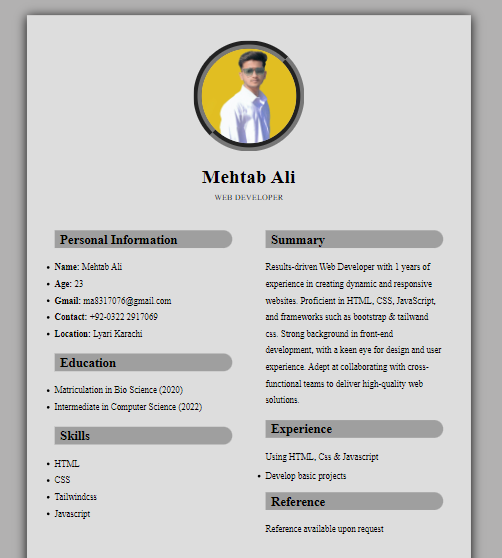 Mehtab Ali
WEB DEVELOPER
Personal Information
• Name: Mehtab Ali
• Age: 23
• Gmail: ma8317076@gmail.com
• Contact: +92-0322 2917069
• Location: Lyari Karachi
Education
• Matriculation in Bio Science (2020)
• Intermediate in Computer Science (2022)
Skills
• HTML
• CSS
• Tailwindcss
• Javascript
Summary
Results-driven Web Developer with 1 years of
experience in creating dynamic and responsive
websites. Proficient in HTML, CSS, JavaScript,
and frameworks such as bootstrap & tailwand
css. Strong background in front-end
development, with a keen eye for design and user
experience. Adept at collaborating with cross-
functional teams to deliver high-quality web
solutions.
Experience
Using HTML, Css & Javascript
• Develop basic projects
Reference
Reference available upon request